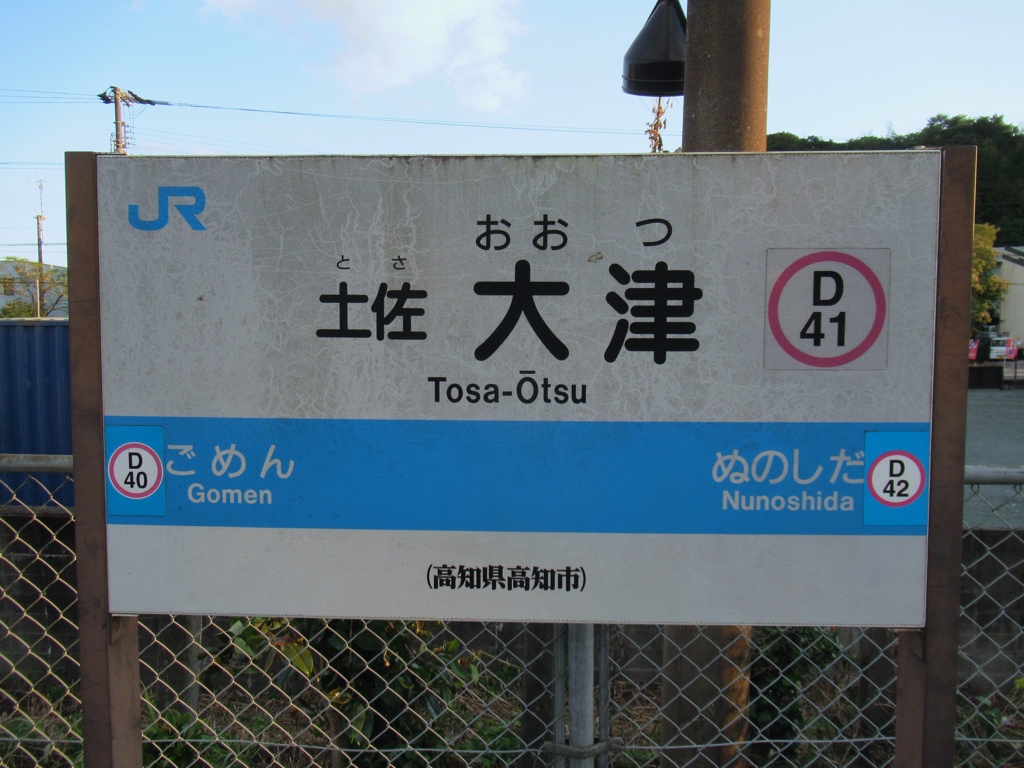 JR
とさ おおつ
土佐 大津
D
41
Tosa-Ōtsu
D
40
ごめん
Gomen
ぬのしだ
Nunoshida
D
42
(高知県高知市)